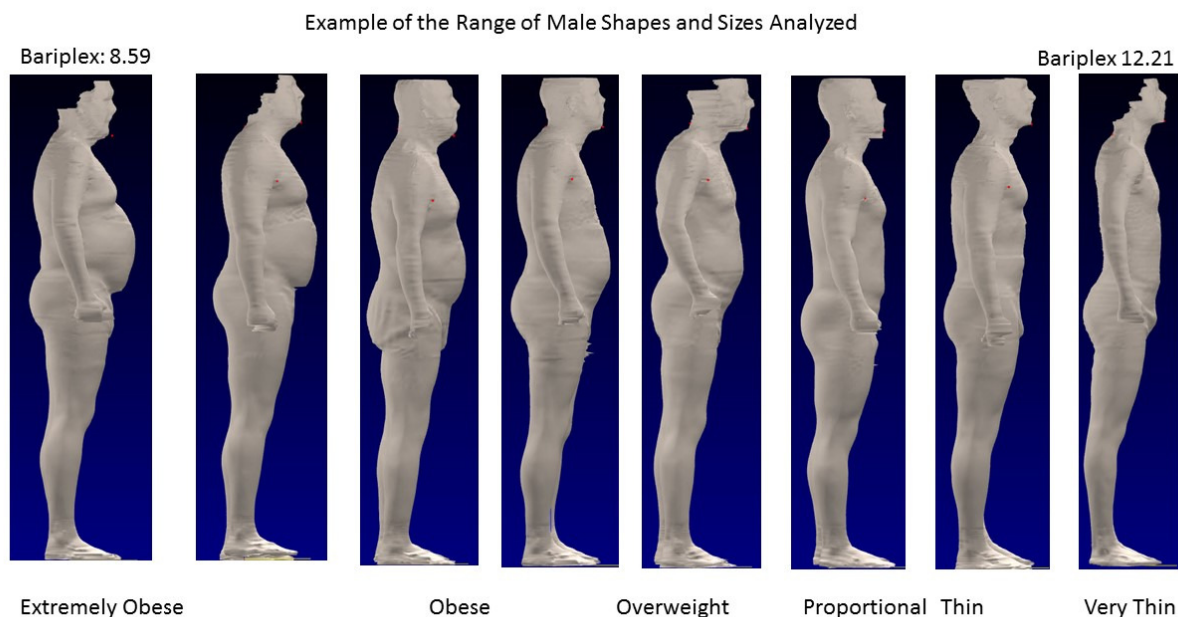 Example of the Range of Male Shapes and Sizes Analyzed
Bariplex: 8.59
Bariplex 12.21
Extremely Obese
Obese
Overweight
Proportional
Thin
Very Thin